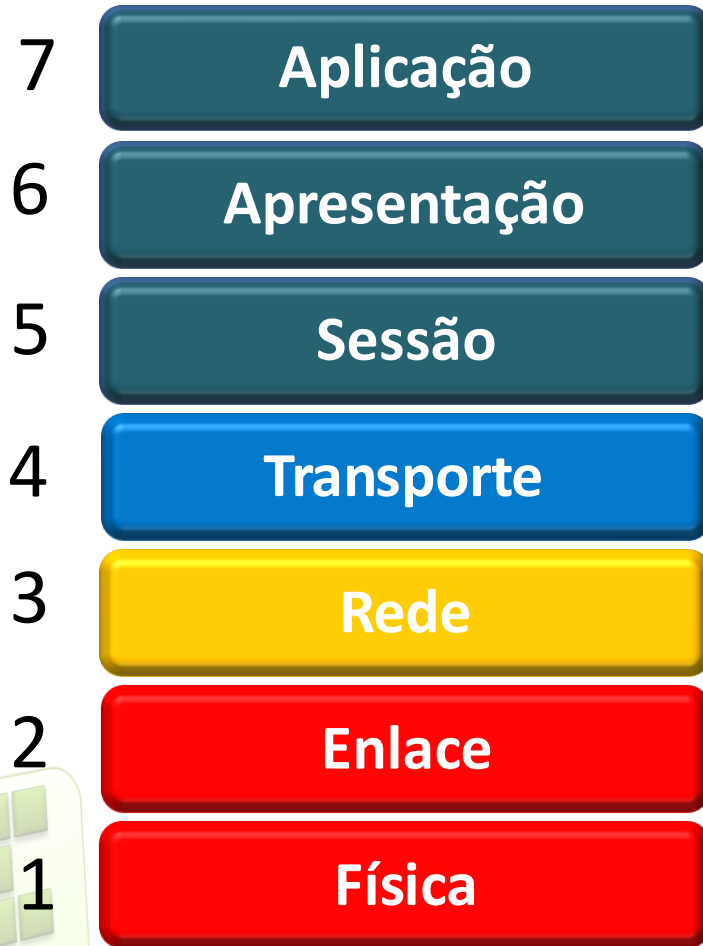 7 Aplicação
6 Apresentação
5 Sessão
4 Transporte
3 Rede
2 Enlace
1 Física